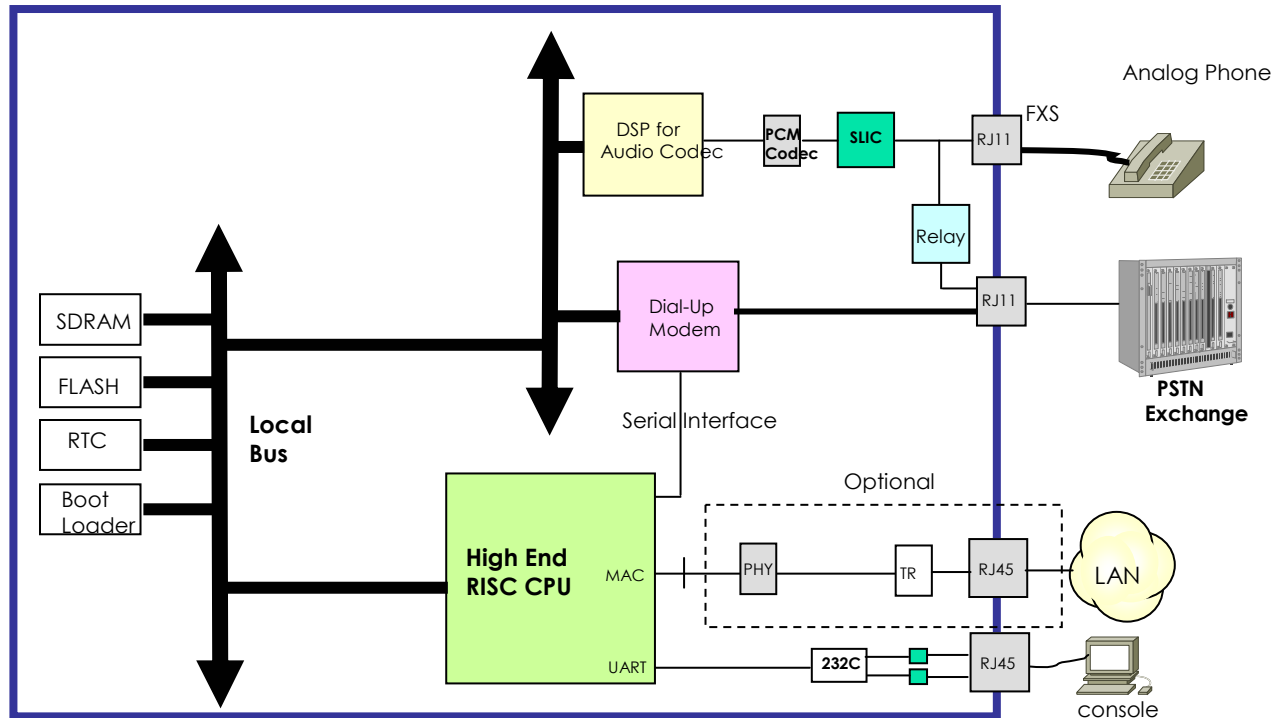 Analog Phone
FXS
DSP for
Audio Codec
PCM
Codec
SLIC
RJ11
Relay
RJ11
Dial-Up
Modem
SDRAM
FLASH
RTC
Boot
Loader
Local
Bus
PSTN
Exchange
Serial Interface
Optional
High End
RISC CPU
MAC
PHY
TR
RJ45
LAN
UART
232C
RJ45
console